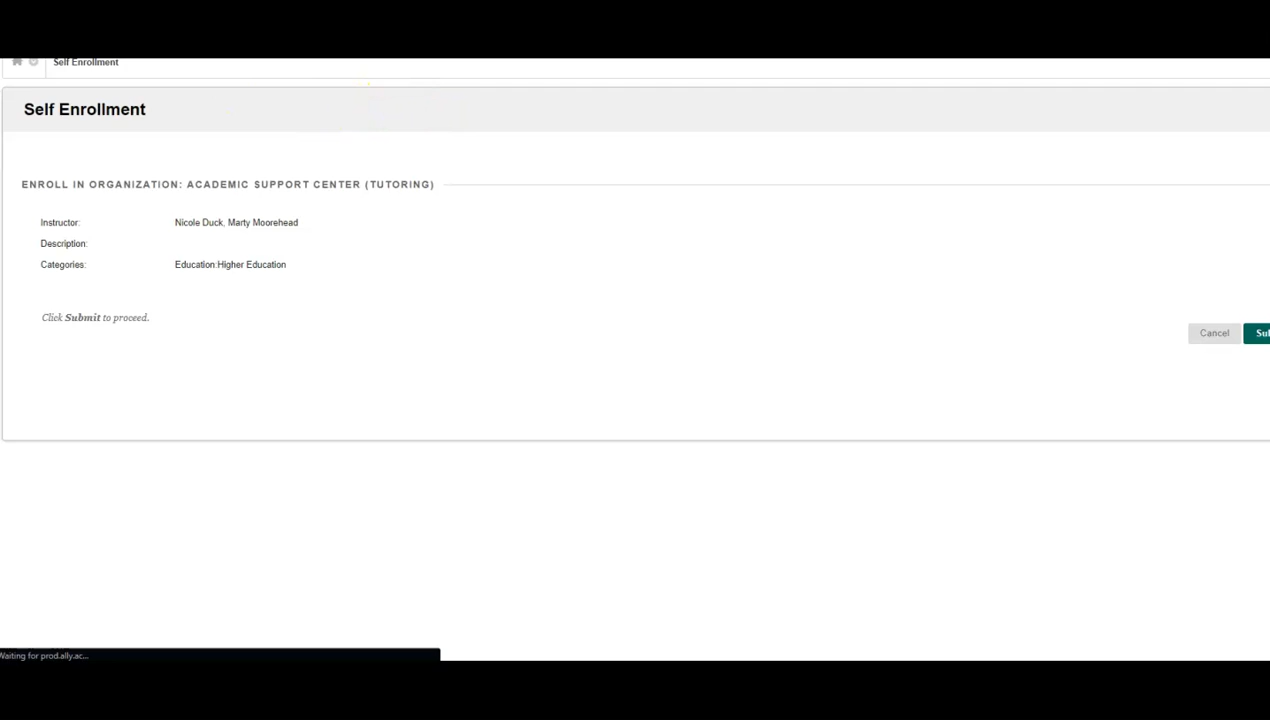 Self Enrollment
Self Enrollment
ENROLL IN ORGANIZATION: ACADEMIC SUPPORT CENTER (TUTORING)
Instructor: Nicole Duck, Marty Moorehead
Description:
Categories: Education:Higher Education
Click Submit to proceed.
Cancel Sub
Waiting for prod.ally.ac...